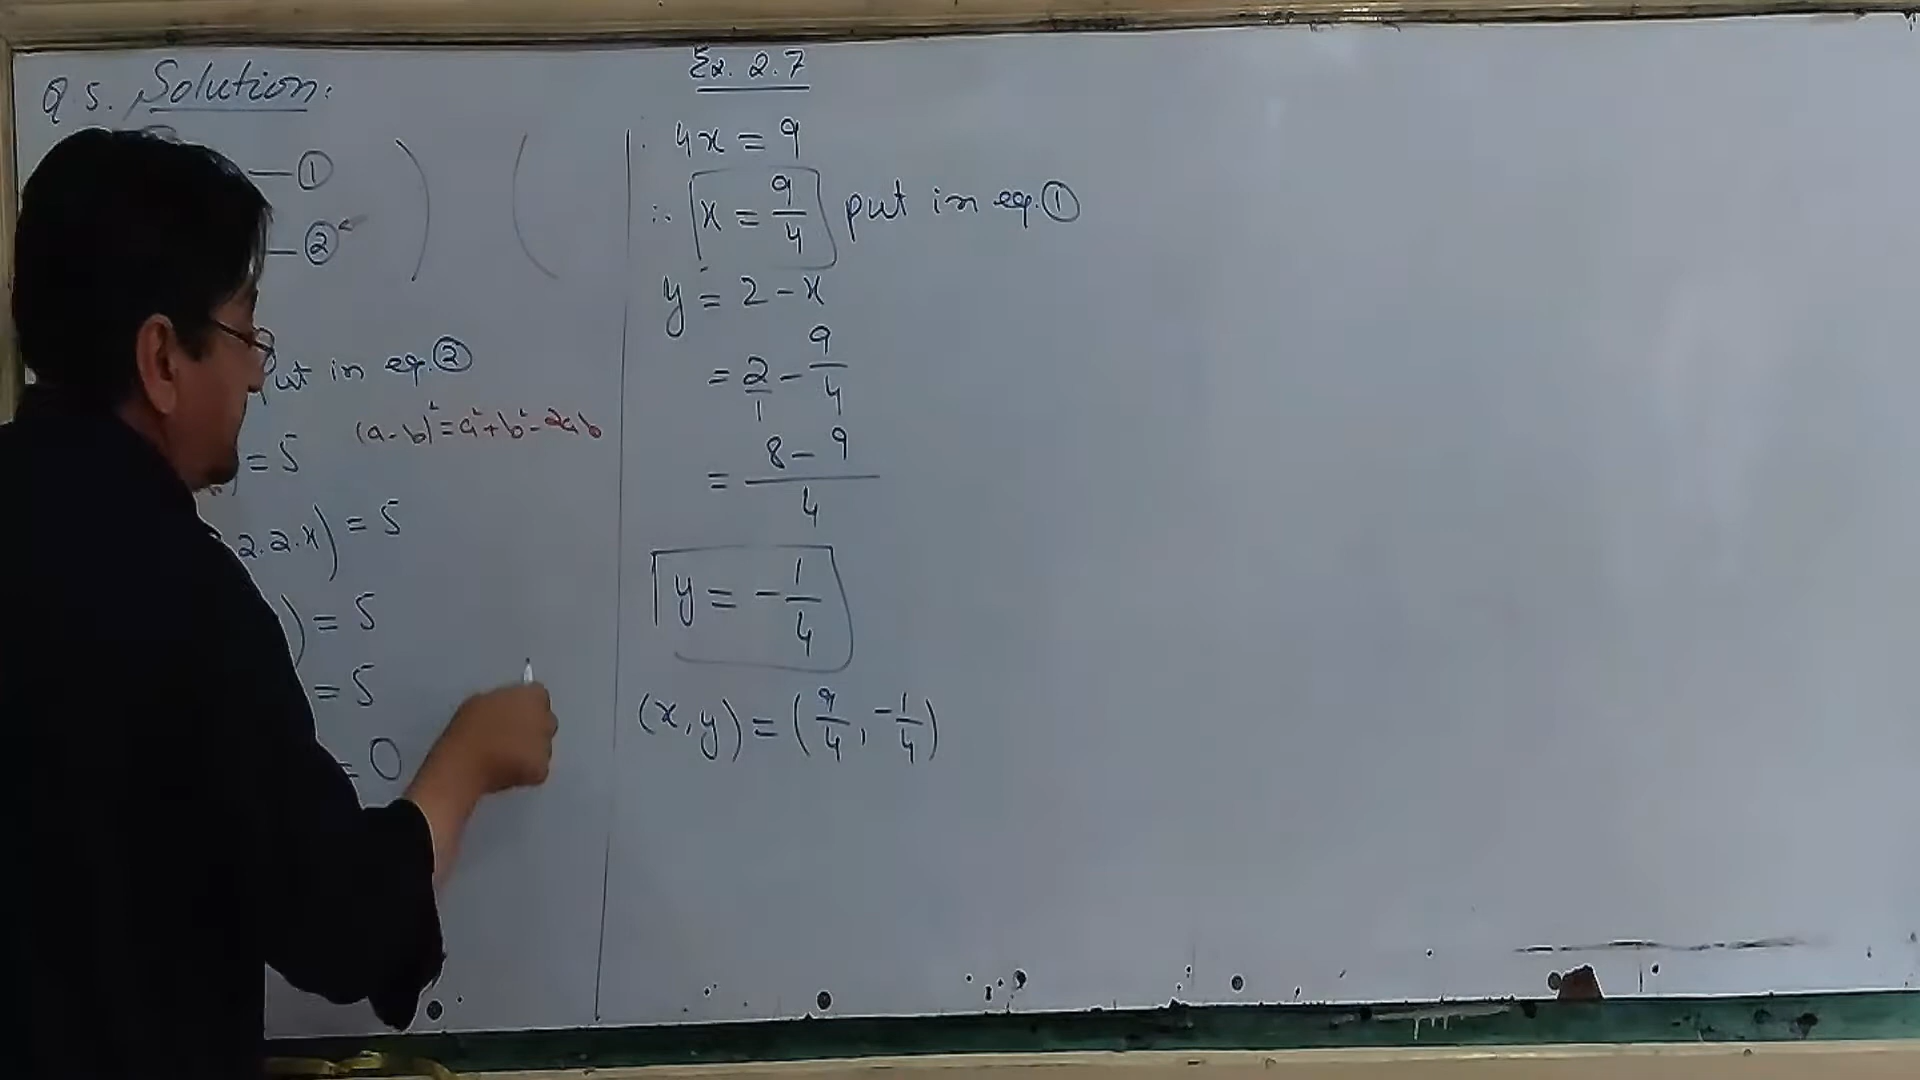 Q.5. Solution:
—①
—②
Put in eq.②
= 5
(a-b)²=a²+b²-2ab
2.2.x) = 5
) = 5
= 5
= 0
Ex. 2.7
4x = 9
∴ x = 9/4 put in eq.①
y = 2 - x
= 2/1 - 9/4
= (8 - 9)/4
y = -1/4
(x, y) = (9/4, -1/4)